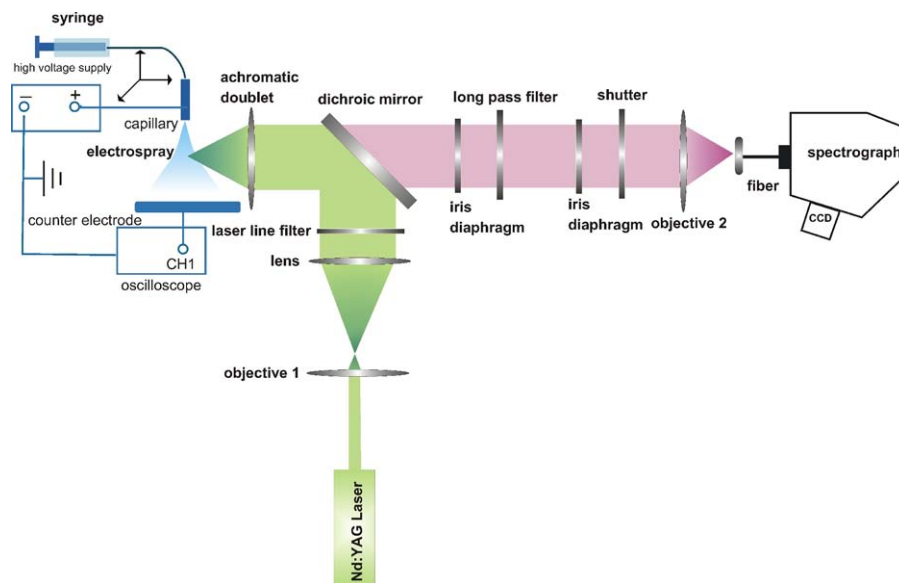 syringe
high voltage supply
− +
capillary
electrospray
counter electrode
CH1
oscilloscope
achromatic
doublet
dichroic mirror
long pass filter
shutter
iris
diaphragm
iris
diaphragm
objective 2
fiber
spectrograph
CCD
laser line filter
lens
objective 1
Nd:YAG Laser